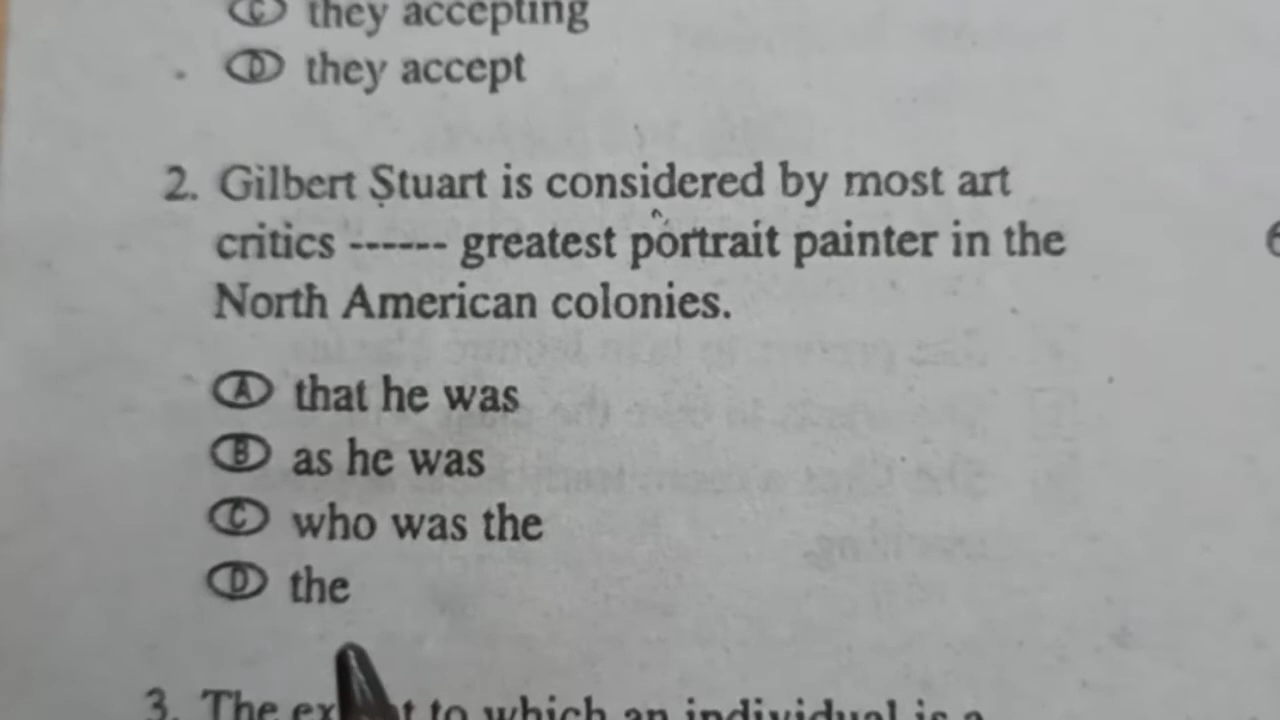 Ⓒ they accepting
Ⓓ they accept
2. Gilbert Stuart is considered by most art
critics ------ greatest portrait painter in the
North American colonies.
Ⓐ that he was
Ⓑ as he was
Ⓒ who was the
Ⓓ the
3. The to which an individual is a
6